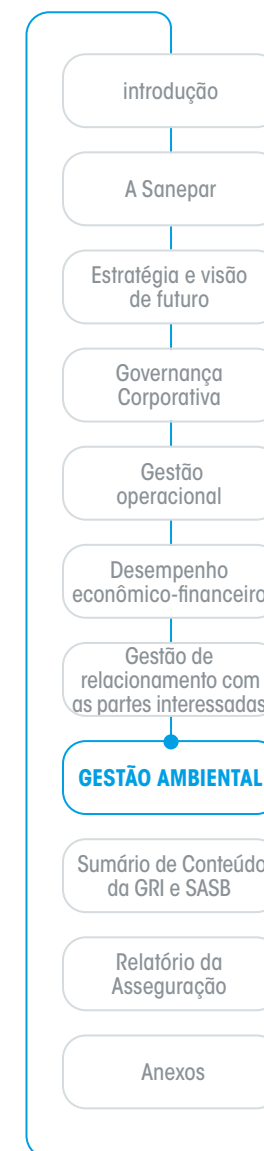 introdução
A Sanepar
Estratégia e visão
de futuro
Governança
Corporativa
Gestão
operacional
Desempenho
econômico-financeiro
Gestão de
relacionamento com
as partes interessadas
GESTÃO AMBIENTAL
Sumário de Conteúdo
da GRI e SASB
Relatório da
Asseguração
Anexos